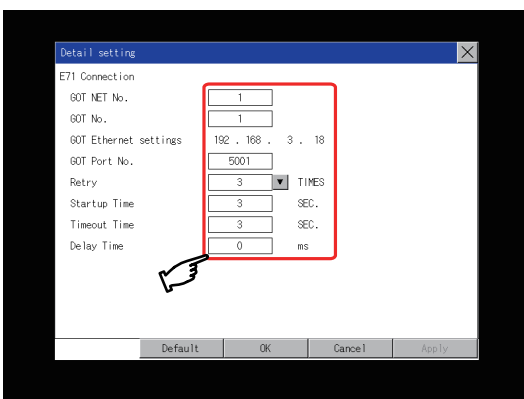 Detail setting
E71 Connection
GOT NET No. 1
GOT No. 1
GOT Ethernet settings 192 . 168 . 3 . 18
GOT Port No. 5001
Retry 3 ▼ TIMES
Startup Time 3 SEC.
Timeout Time 3 SEC.
Delay Time 0 ms
Default OK Cancel Apply